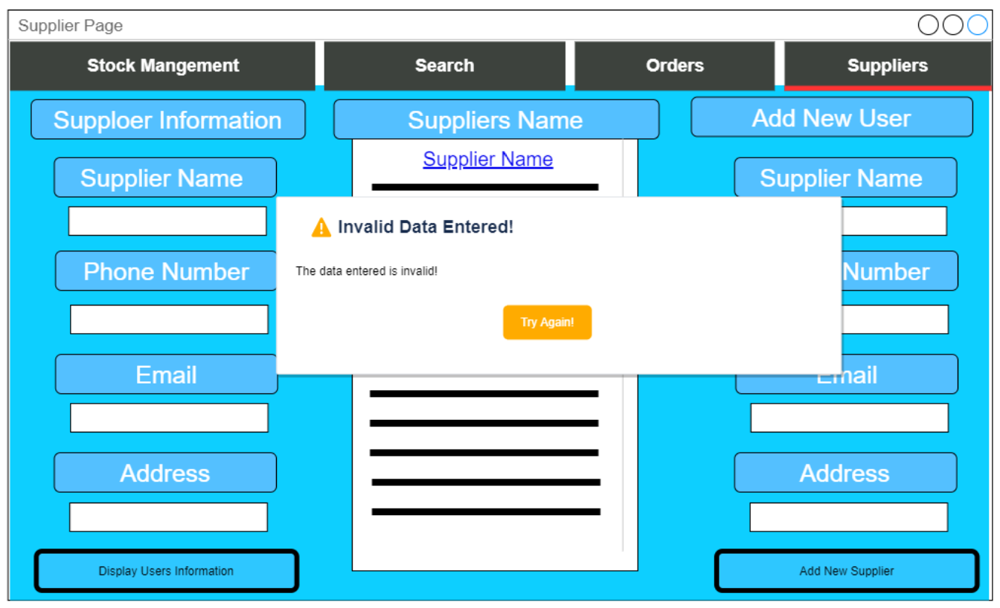 Supplier Page
Stock Mangement
Search
Orders
Suppliers
Supploer Information
Suppliers Name
Add New User
Supplier Name
Supplier Name
Supplier Name
Invalid Data Entered!
The data entered is invalid!
Try Again!
Phone Number
Number
Email
Email
Address
Address
Display Users Information
Add New Supplier